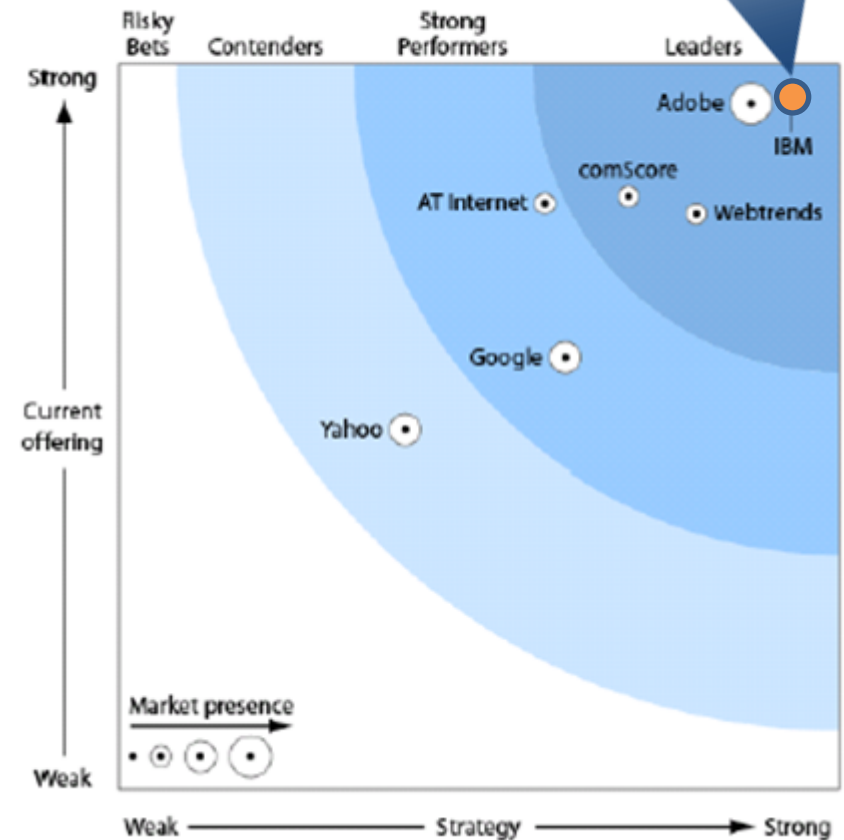 Risky
Bets
Contenders
Strong
Performers
Leaders
Strong
Adobe
IBM
comScore
AT Internet
Webtrends
Google
Current
offering
Yahoo
Market presence
Weak
Weak
Strategy
Strong